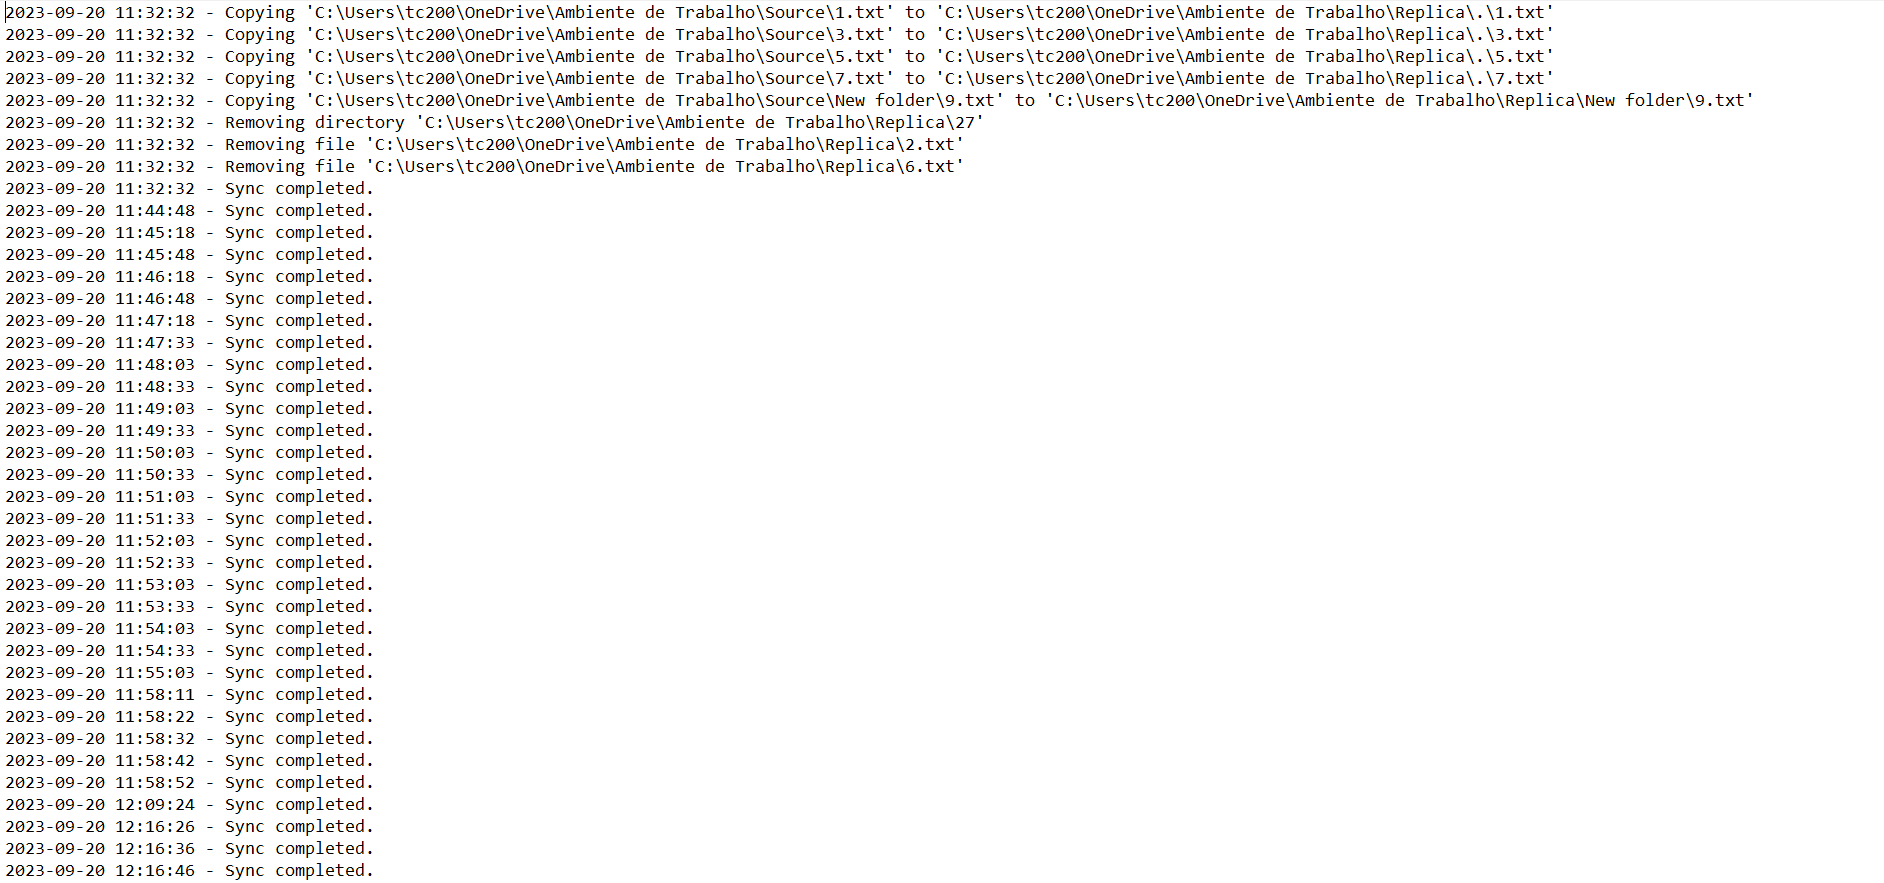 2023-09-20 11:32:32 - Copying 'C:\Users\tc200\OneDrive\Ambiente de Trabalho\Source\1.txt' to 'C:\Users\tc200\OneDrive\Ambiente de Trabalho\Replica\.\1.txt'
2023-09-20 11:32:32 - Copying 'C:\Users\tc200\OneDrive\Ambiente de Trabalho\Source\3.txt' to 'C:\Users\tc200\OneDrive\Ambiente de Trabalho\Replica\.\3.txt'
2023-09-20 11:32:32 - Copying 'C:\Users\tc200\OneDrive\Ambiente de Trabalho\Source\5.txt' to 'C:\Users\tc200\OneDrive\Ambiente de Trabalho\Replica\.\5.txt'
2023-09-20 11:32:32 - Copying 'C:\Users\tc200\OneDrive\Ambiente de Trabalho\Source\7.txt' to 'C:\Users\tc200\OneDrive\Ambiente de Trabalho\Replica\.\7.txt'
2023-09-20 11:32:32 - Copying 'C:\Users\tc200\OneDrive\Ambiente de Trabalho\Source\New folder\9.txt' to 'C:\Users\tc200\OneDrive\Ambiente de Trabalho\Replica\New folder\9.txt'
2023-09-20 11:32:32 - Removing directory 'C:\Users\tc200\OneDrive\Ambiente de Trabalho\Replica\27'
2023-09-20 11:32:32 - Removing file 'C:\Users\tc200\OneDrive\Ambiente de Trabalho\Replica\2.txt'
2023-09-20 11:32:32 - Removing file 'C:\Users\tc200\OneDrive\Ambiente de Trabalho\Replica\6.txt'
2023-09-20 11:32:32 - Sync completed.
2023-09-20 11:44:48 - Sync completed.
2023-09-20 11:45:18 - Sync completed.
2023-09-20 11:45:48 - Sync completed.
2023-09-20 11:46:18 - Sync completed.
2023-09-20 11:46:48 - Sync completed.
2023-09-20 11:47:18 - Sync completed.
2023-09-20 11:47:33 - Sync completed.
2023-09-20 11:48:03 - Sync completed.
2023-09-20 11:48:33 - Sync completed.
2023-09-20 11:49:03 - Sync completed.
2023-09-20 11:49:33 - Sync completed.
2023-09-20 11:50:03 - Sync completed.
2023-09-20 11:50:33 - Sync completed.
2023-09-20 11:51:03 - Sync completed.
2023-09-20 11:51:33 - Sync completed.
2023-09-20 11:52:03 - Sync completed.
2023-09-20 11:52:33 - Sync completed.
2023-09-20 11:53:03 - Sync completed.
2023-09-20 11:53:33 - Sync completed.
2023-09-20 11:54:03 - Sync completed.
2023-09-20 11:54:33 - Sync completed.
2023-09-20 11:55:03 - Sync completed.
2023-09-20 11:58:11 - Sync completed.
2023-09-20 11:58:22 - Sync completed.
2023-09-20 11:58:32 - Sync completed.
2023-09-20 11:58:42 - Sync completed.
2023-09-20 11:58:52 - Sync completed.
2023-09-20 12:09:24 - Sync completed.
2023-09-20 12:16:26 - Sync completed.
2023-09-20 12:16:36 - Sync completed.
2023-09-20 12:16:46 - Sync completed.